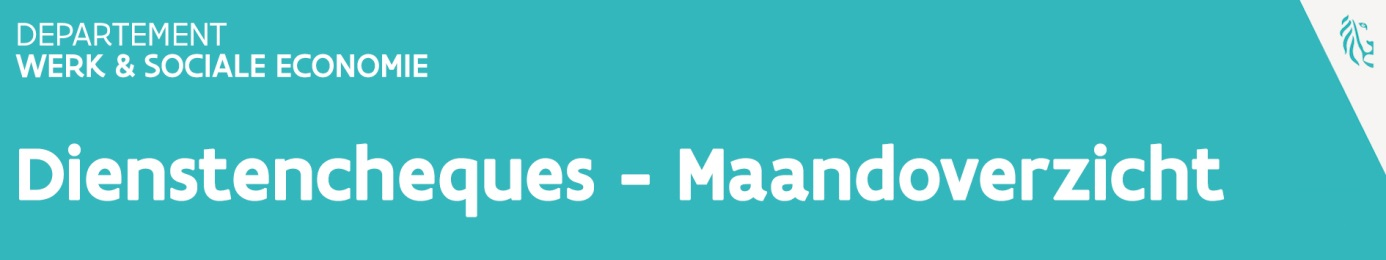 DEPARTEMENT
WERK & SOCIALE ECONOMIE
Dienstencheques - Maandoverzicht